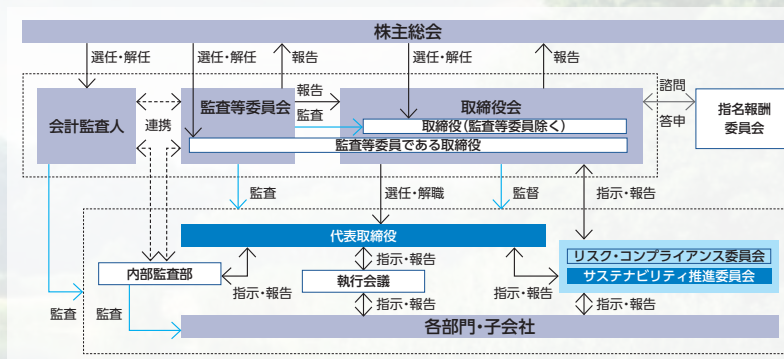 株主総会
選任・解任
選任・解任
報告
選任・解任
報告
会計監査人
連携
監査等委員会
報告
監査
取締役会
取締役(監査等委員除く)
監査等委員である取締役
諮問
答申
指名報酬
委員会
監査
選任・解職
監督
指示・報告
代表取締役
内部監査部
指示・報告
指示・報告
執行会議
指示・報告
指示・報告
リスク・コンプライアンス委員会
サステナビリティ推進委員会
指示・報告
監査
監査
各部門・子会社